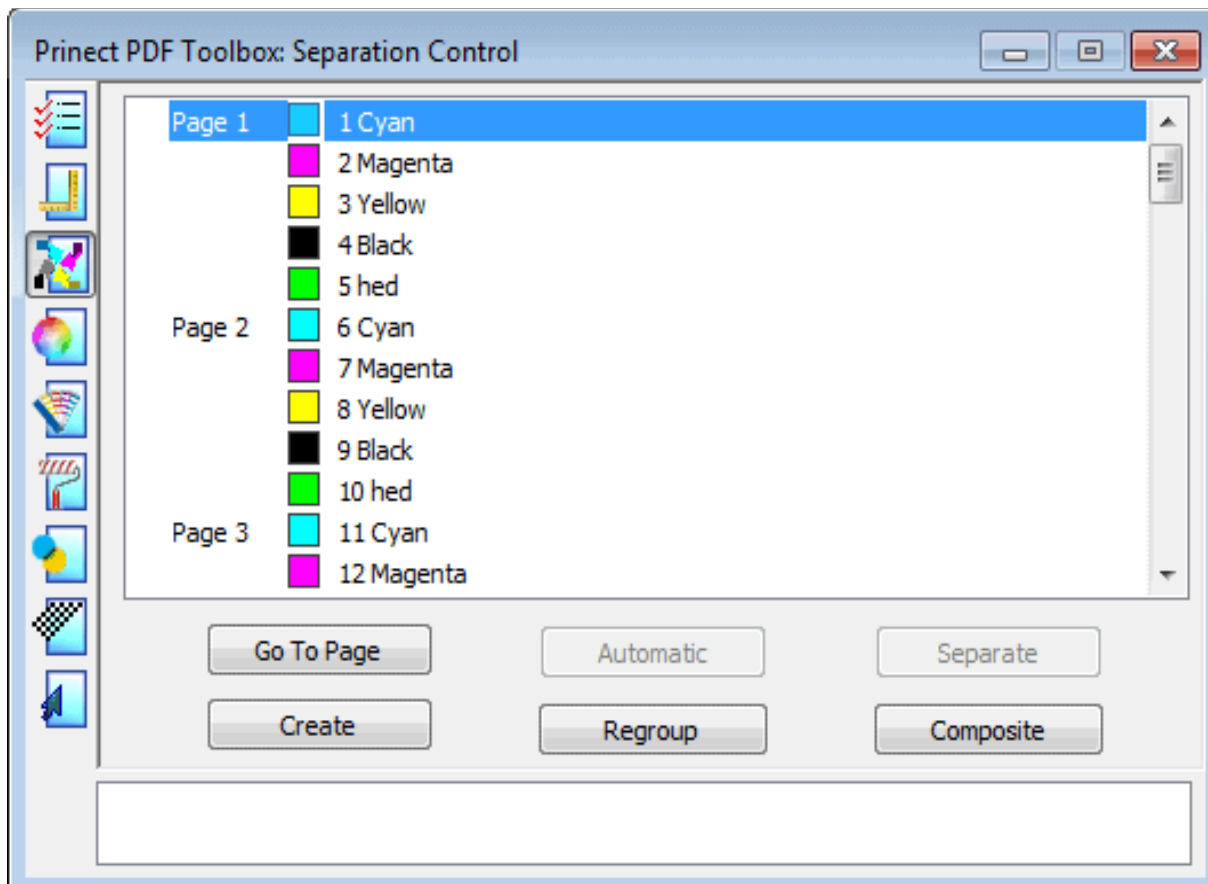 Prinect PDF Toolbox: Separation Control
Page 1 1 Cyan
2 Magenta
3 Yellow
4 Black
5 hed
Page 2 6 Cyan
7 Magenta
8 Yellow
9 Black
10 hed
Page 3 11 Cyan
12 Magenta
Go To Page Automatic Separate
Create Regroup Composite